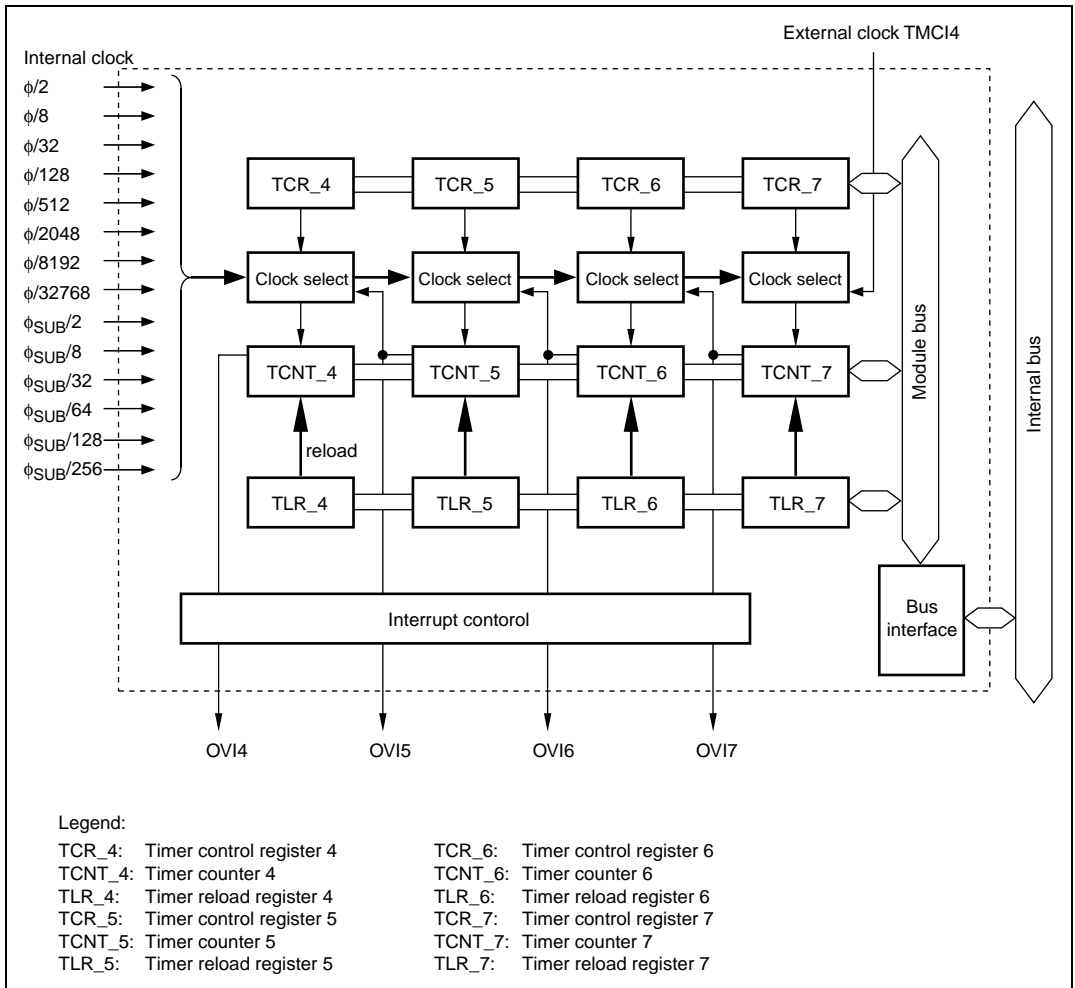 External clock TMCI4
Internal clock
ϕ/2
ϕ/8
ϕ/32
ϕ/128
ϕ/512
ϕ/2048
ϕ/8192
ϕ/32768
ϕSUB/2
ϕSUB/8
ϕSUB/32
ϕSUB/64
ϕSUB/128
ϕSUB/256
TCR_4 TCR_5 TCR_6 TCR_7
Clock select Clock select Clock select Clock select
TCNT_4 TCNT_5 TCNT_6 TCNT_7
reload
TLR_4 TLR_5 TLR_6 TLR_7
Module bus
Internal bus
Interrupt contorol
Bus
interface
OVI4 OVI5 OVI6 OVI7
Legend:
TCR_4: Timer control register 4
TCNT_4: Timer counter 4
TLR_4: Timer reload register 4
TCR_5: Timer control register 5
TCNT_5: Timer counter 5
TLR_5: Timer reload register 5
TCR_6: Timer control register 6
TCNT_6: Timer counter 6
TLR_6: Timer reload register 6
TCR_7: Timer control register 7
TCNT_7: Timer counter 7
TLR_7: Timer reload register 7